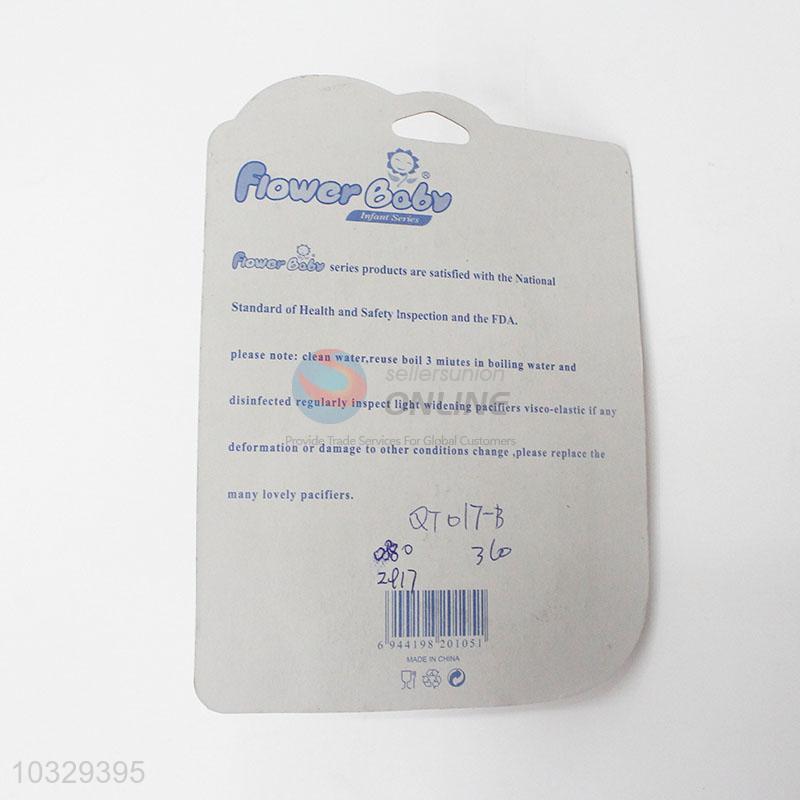 Flower Baby ®
Infant Series
Flower Baby series products are satisfied with the National
Standard of Health and Safety Inspection and the FDA.
please note: clean water,reuse boil 3 miutes in boiling water and
disinfected regularly inspect light widening pacifiers visco-elastic if any
deformation or damage to other conditions change ,please replace the
many lovely pacifiers.
sellersunion
ONLINE
Provide Trade Services For Global Customers
QT017-B
360
2917
6 944198 201051
MADE IN CHINA
10329395